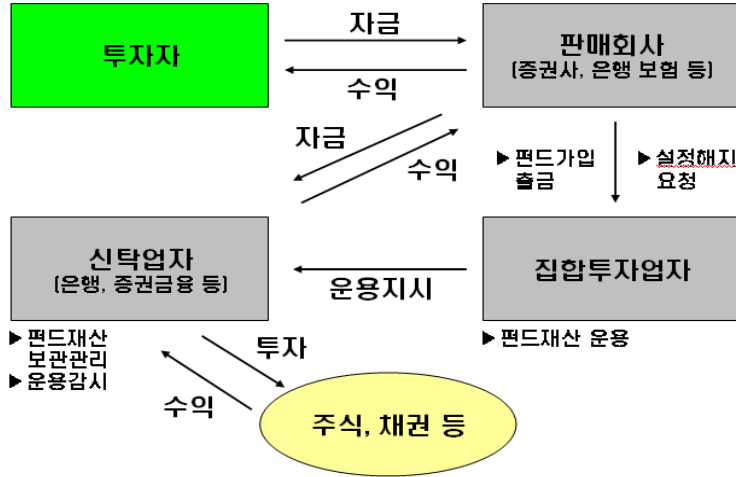 투자자
자금
수익
판매회사
(증권사, 은행 보험 등)
자금
수익
▶ 펀드가입
출금
▶ 설정해지
요청
신탁업자
(은행, 증권금융 등)
운용지시
집합투자업자
▶ 펀드재산
보관관리
▶ 운용감시
▶ 펀드재산 운용
투자
수익
주식, 채권 등